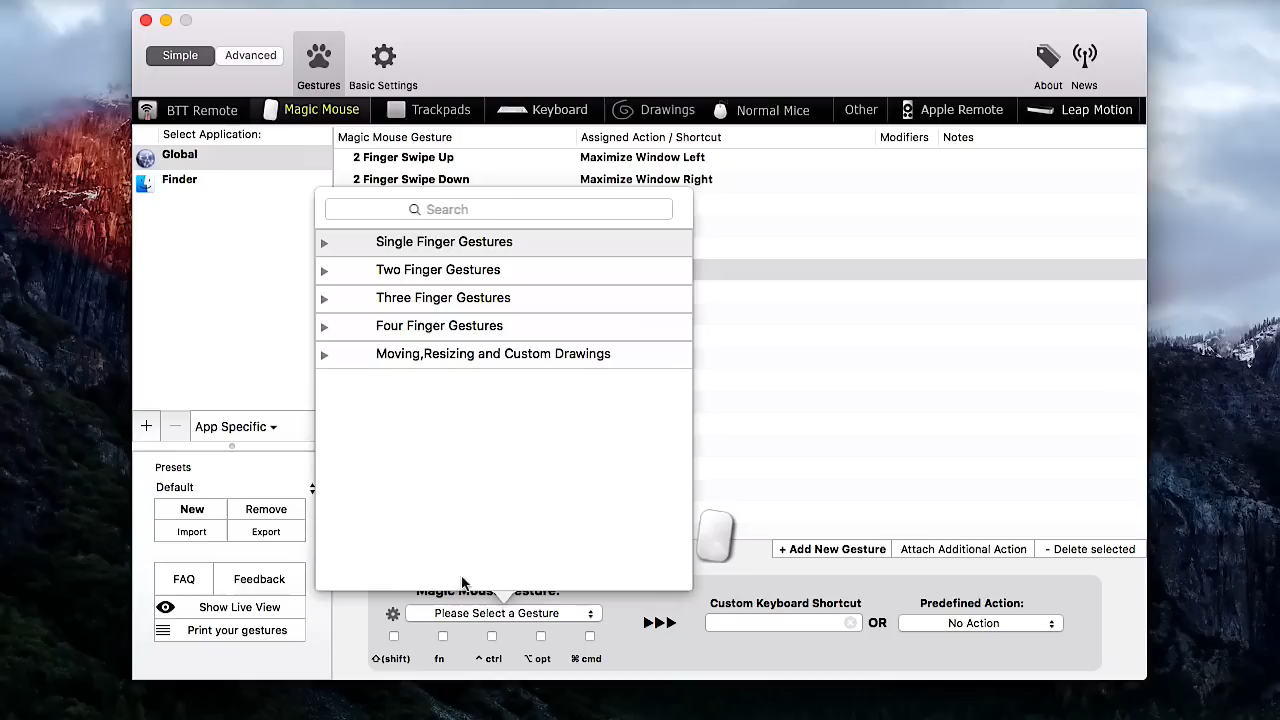 Simple
Advanced
Gestures
Basic Settings
About
News
BTT Remote
Magic Mouse
Trackpads
Keyboard
Drawings
Normal Mice
Other
Apple Remote
Leap Motion
Select Application:
Magic Mouse Gesture
Assigned Action / Shortcut
Modifiers
Notes
Global
2 Finger Swipe Up
Maximize Window Left
Finder
2 Finger Swipe Down
Maximize Window Right
Search
Single Finger Gestures
Two Finger Gestures
Three Finger Gestures
Four Finger Gestures
Moving,Resizing and Custom Drawings
App Specific
Presets
Default
New
Remove
Import
Export
FAQ
Feedback
Show Live View
Print your gestures
+ Add New Gesture
Attach Additional Action
- Delete selected
Magic Mouse Gesture:
Please Select a Gesture
⇧(shift)
fn
⌃ ctrl
⌥ opt
⌘ cmd
Custom Keyboard Shortcut
OR
Predefined Action:
No Action